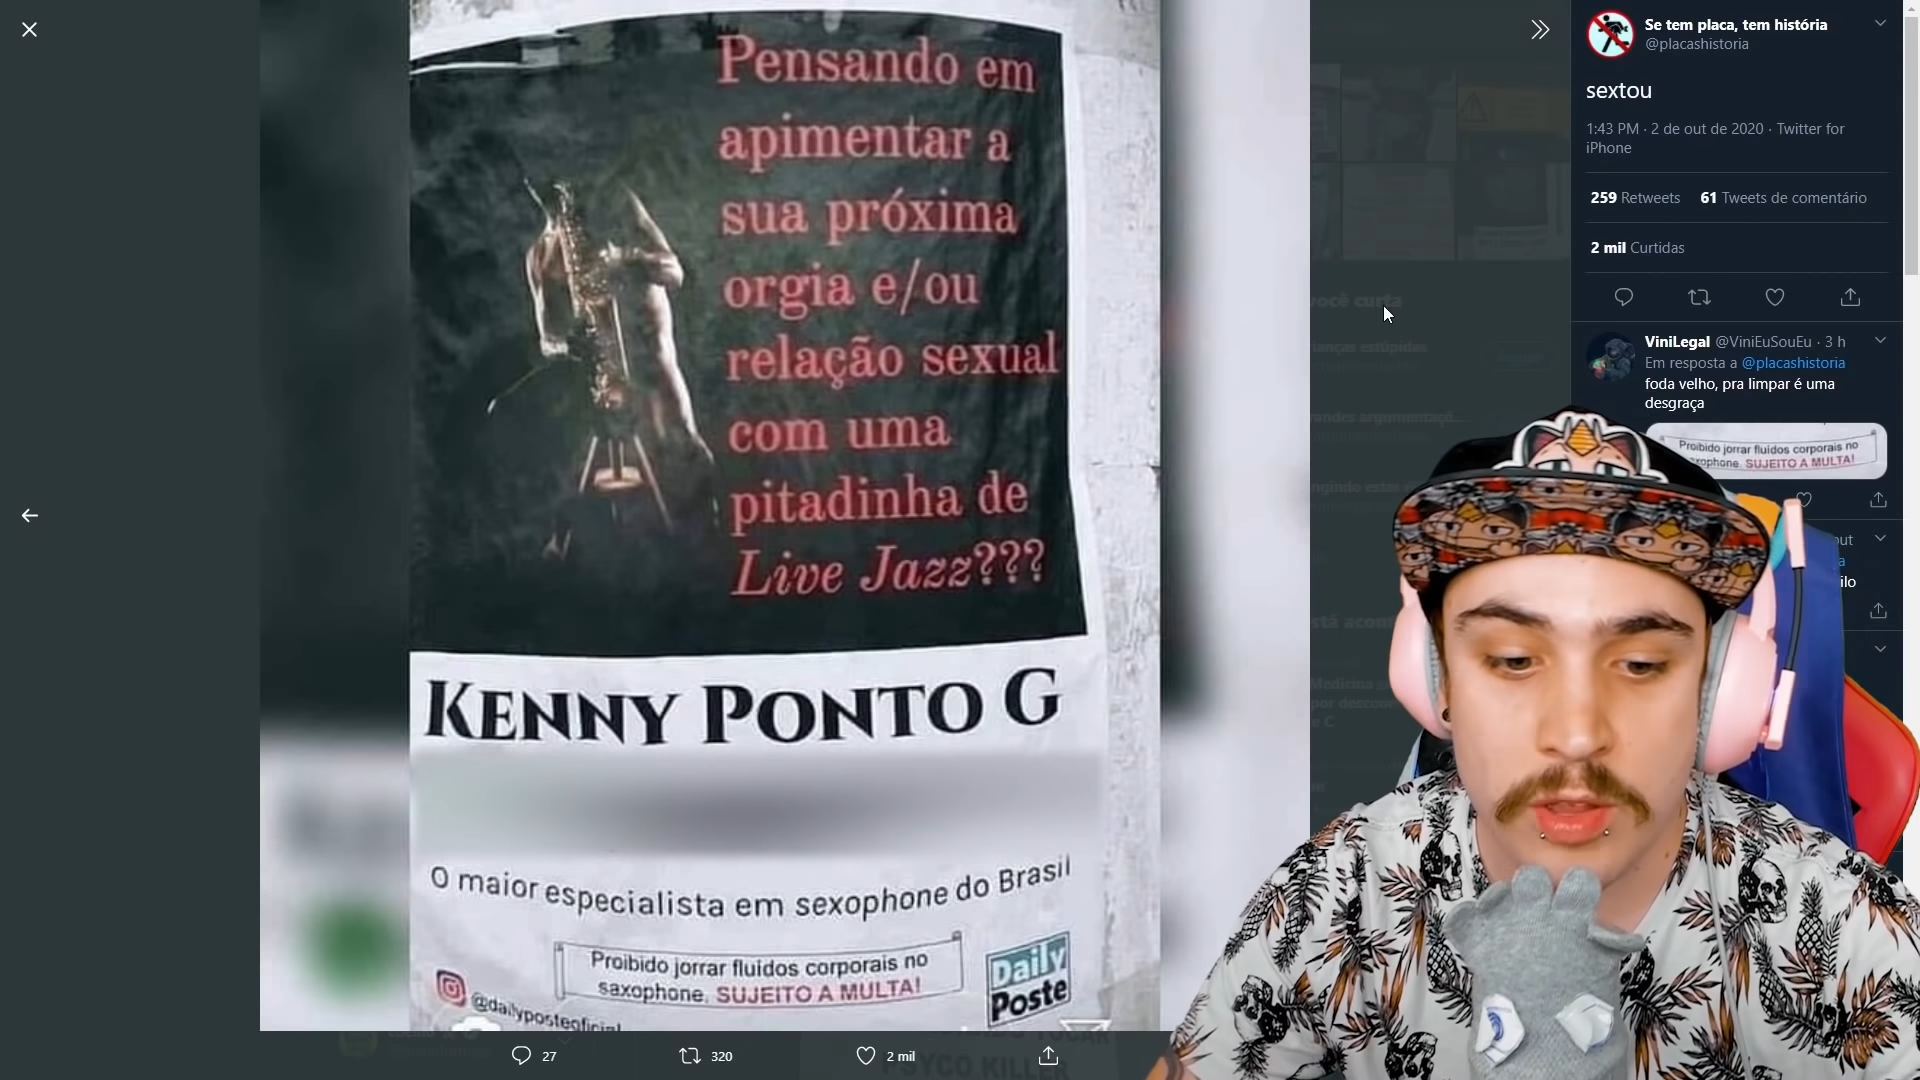 Pensando em
apimentar a
sua próxima
orgia e/ou
relação sexual
com uma
pitadinha de
Live Jazz???
KENNY PONTO G
O maior especialista em sexophone do Brasil
Proibido jorrar fluidos corporais no
saxophone. SUJEITO A MULTA!
@dailyposteoficial
Daily
Poste
27
320
2 mil
Se tem placa, tem história
@placashistoria
sextou
1:43 PM · 2 de out de 2020 · Twitter for
iPhone
259 Retweets 61 Tweets de comentário
2 mil Curtidas
ViniLegal @ViniEuSouEu · 3 h
Em resposta a @placashistoria
foda velho, pra limpar é uma
desgraça
Proibido jorrar fluidos corporais no
SUJEITO A MULTA!